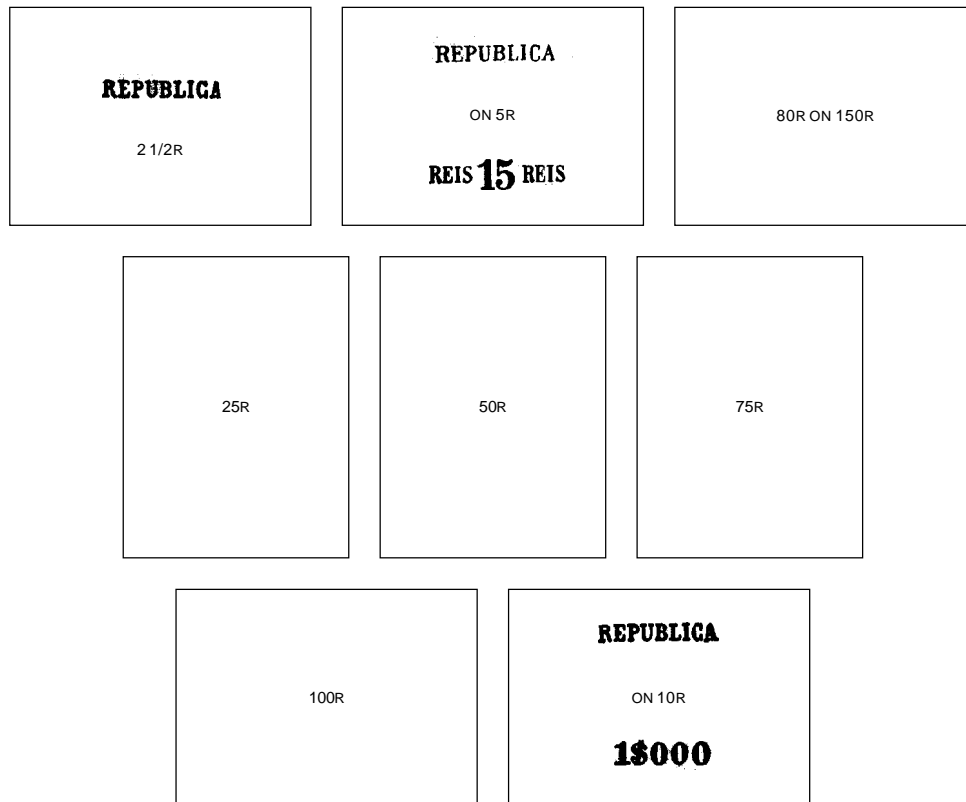 REPUBLICA
2 1/2R
REPUBLICA
ON 5R
REIS 15 REIS
80R ON 150R
25R
50R
75R
100R
REPUBLICA
ON 10R
1$000